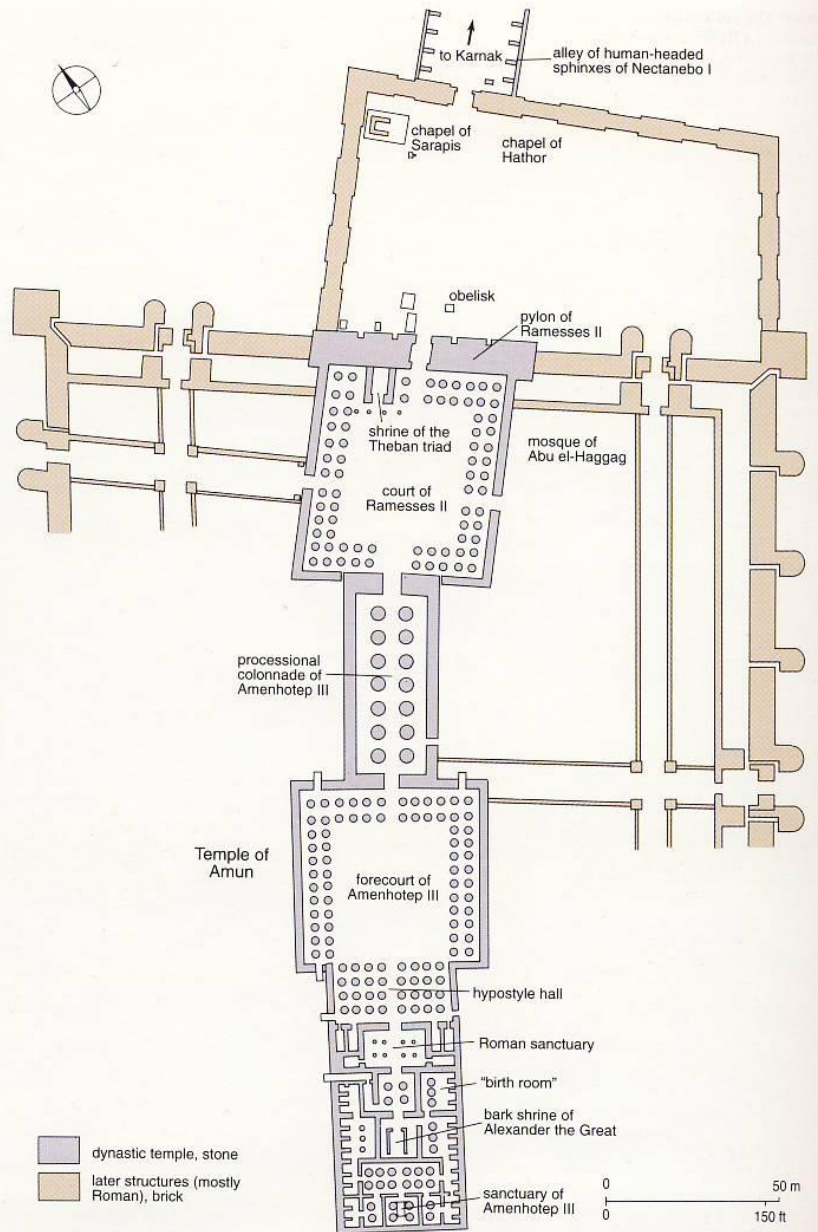 to Karnak
alley of human-headed
sphinxes of Nectanebo I
chapel of
Sarapis
chapel of
Hathor
obelisk
pylon of
Ramesses II
shrine of the
Theban triad
mosque of
Abu el-Haggag
court of
Ramesses II
processional
colonnade of
Amenhotep III
Temple of
Amun
forecourt of
Amenhotep III
hypostyle hall
Roman sanctuary
"birth room"
bark shrine of
Alexander the Great
sanctuary of
Amenhotep III
dynastic temple, stone
later structures (mostly
Roman), brick
0 50 m
0 150 ft